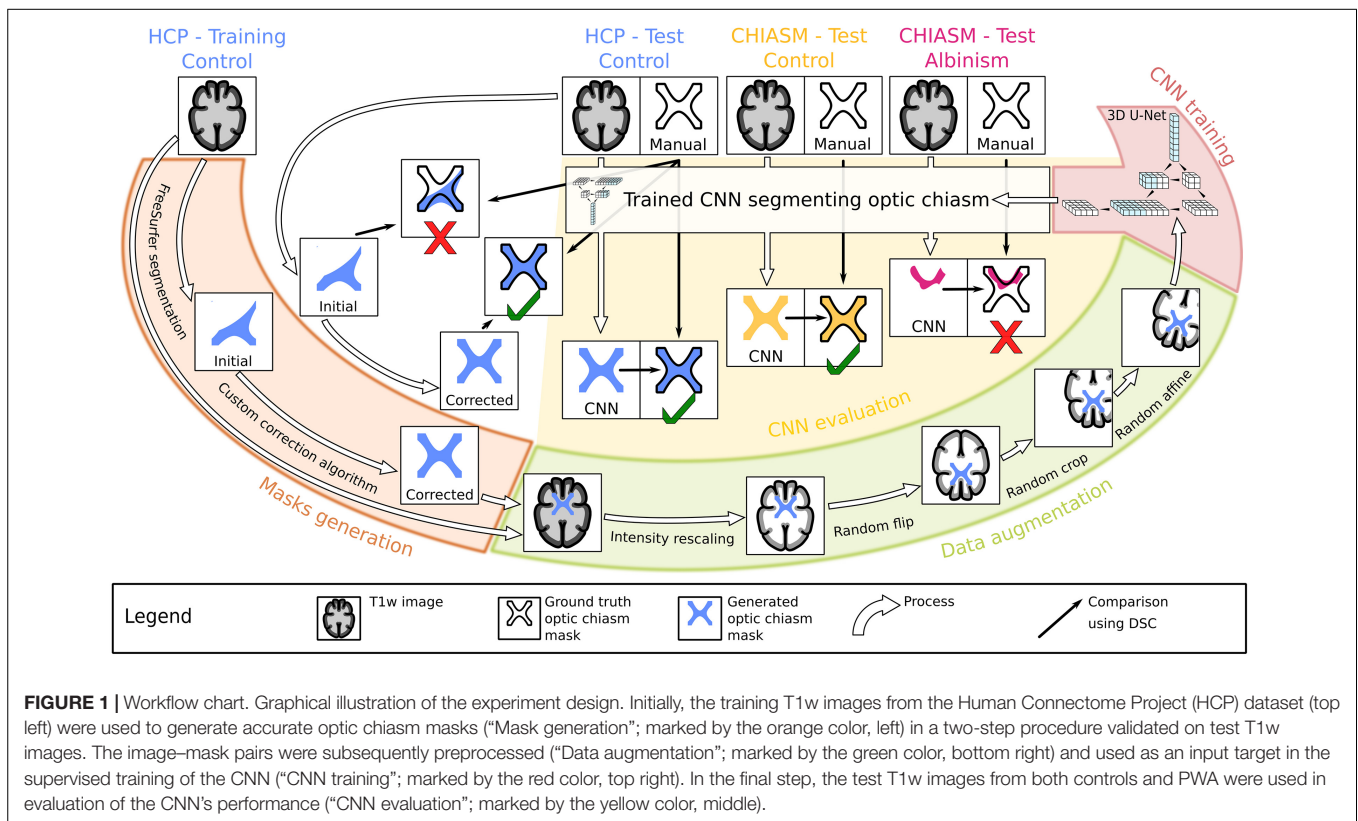 HCP - Training
Control
HCP - Test
Control
CHIASM - Test
Control
CHIASM - Test
Albinism
CNN training
3D U-Net
Manual
Manual
Manual
Trained CNN segmenting optic chiasm
FreeSurfer segmentation
Initial
Initial
Custom correction algorithm
Corrected
Corrected
CNN
CNN
CNN
CNN evaluation
Masks generation
Intensity rescaling
Random flip
Random crop
Random affine
Data augmentation
Legend
T1w image
Ground truth
optic chiasm
mask
Generated
optic chiasm
mask
Process
Comparison
using DSC
FIGURE 1 | Workflow chart. Graphical illustration of the experiment design. Initially, the training T1w images from the Human Connectome Project (HCP) dataset (top
left) were used to generate accurate optic chiasm masks (“Mask generation”; marked by the orange color, left) in a two-step procedure validated on test T1w
images. The image–mask pairs were subsequently preprocessed (“Data augmentation”; marked by the green color, bottom right) and used as an input target in the
supervised training of the CNN (“CNN training”; marked by the red color, top right). In the final step, the test T1w images from both controls and PWA were used in
evaluation of the CNN’s performance (“CNN evaluation”; marked by the yellow color, middle).